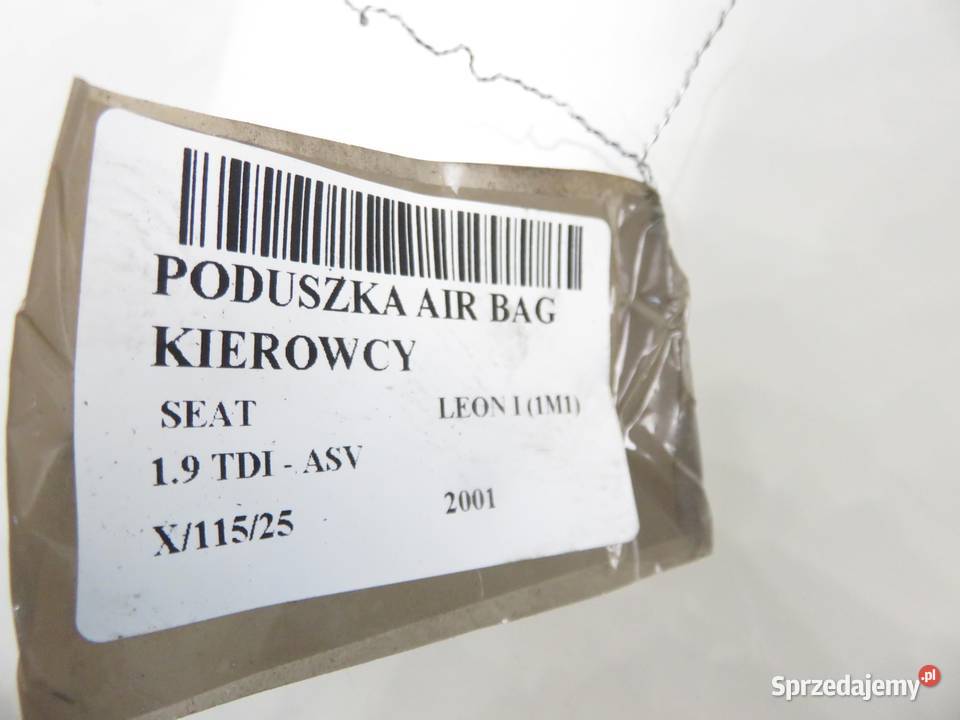 PODUSZKA AIR BAG
KIEROWCY
SEAT LEON I (1M1)
1.9 TDI - ASV
2001
X/115/25
Sprzedajemy.pl